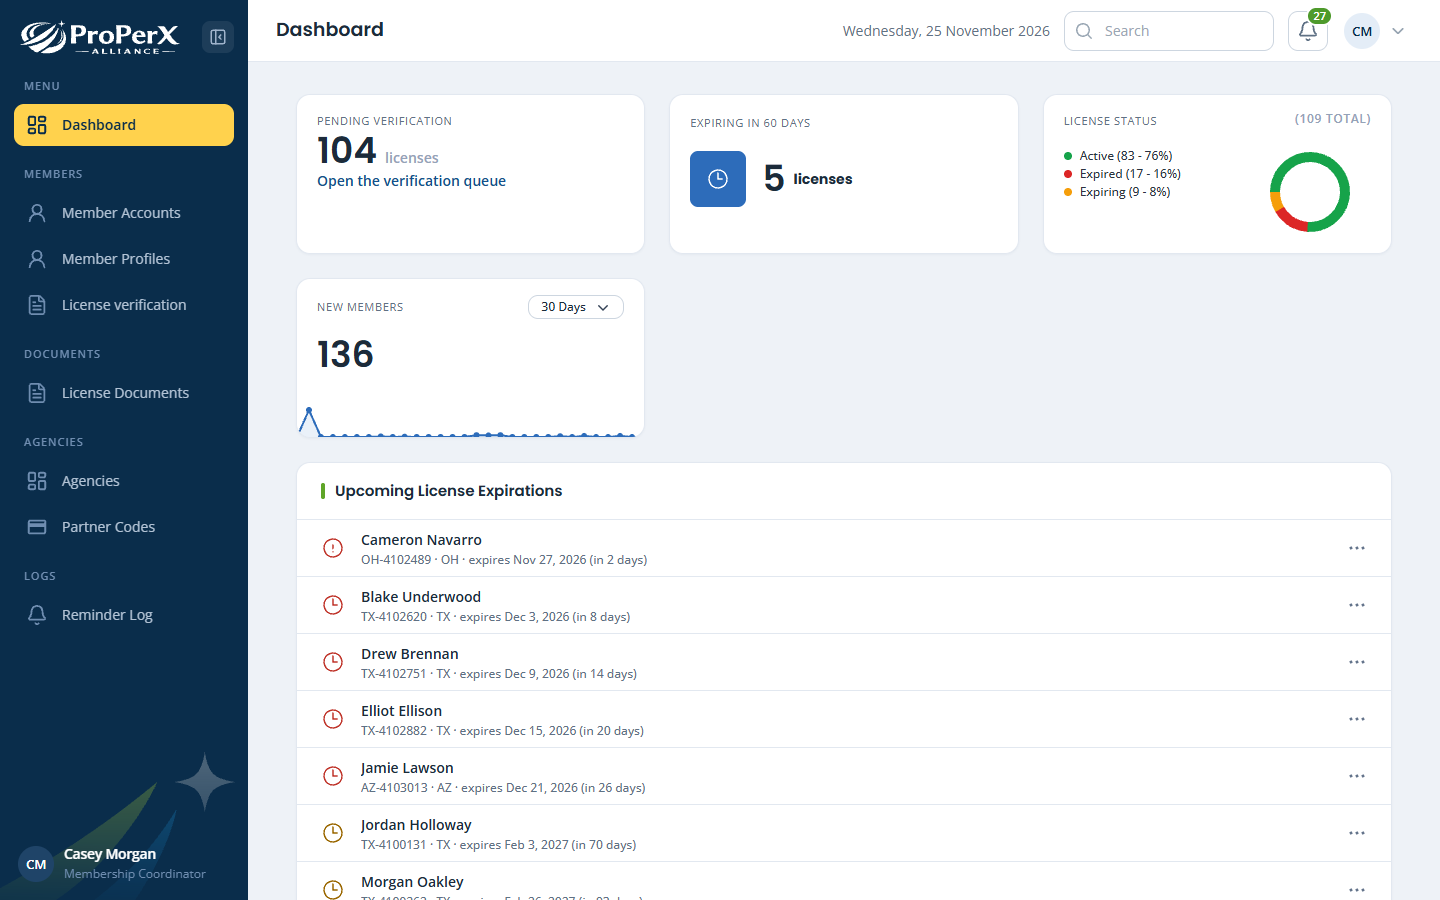 ProPerX
ALLIANCE
MENU
Dashboard
MEMBERS
Member Accounts
Member Profiles
License verification
DOCUMENTS
License Documents
AGENCIES
Agencies
Partner Codes
LOGS
Reminder Log
CM
Casey Morgan
Membership Coordinator
Dashboard
Wednesday, 25 November 2026
Search
27
CM
PENDING VERIFICATION
104 licenses
Open the verification queue
EXPIRING IN 60 DAYS
5 licenses
LICENSE STATUS
(109 TOTAL)
Active (83 - 76%)
Expired (17 - 16%)
Expiring (9 - 8%)
NEW MEMBERS
30 Days
136
Upcoming License Expirations
Cameron Navarro
OH-4102489 · OH · expires Nov 27, 2026 (in 2 days)
Blake Underwood
TX-4102620 · TX · expires Dec 3, 2026 (in 8 days)
Drew Brennan
TX-4102751 · TX · expires Dec 9, 2026 (in 14 days)
Elliot Ellison
TX-4102882 · TX · expires Dec 15, 2026 (in 20 days)
Jamie Lawson
AZ-4103013 · AZ · expires Dec 21, 2026 (in 26 days)
Jordan Holloway
TX-4100131 · TX · expires Feb 3, 2027 (in 70 days)
Morgan Oakley